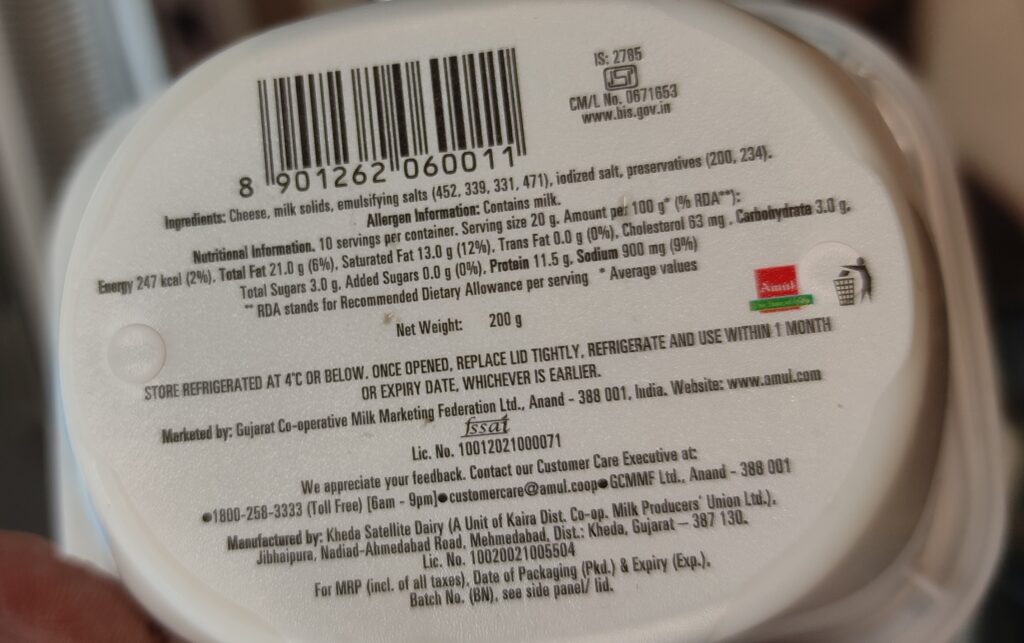 IS: 2785
ISI
CM/L No. 0671653
www.bis.gov.in
8 901262 060011
Ingredients: Cheese, milk solids, emulsifying salts (452, 339, 331, 471), iodized salt, preservatives (200, 234).
Allergen Information: Contains milk.
Nutritional Information. 10 servings per container. Serving size 20 g. Amount per 100 g* (% RDA**):
Energy 247 kcal (2%), Total Fat 21.0 g (6%), Saturated Fat 13.0 g (12%), Trans Fat 0.0 g (0%), Cholesterol 63 mg , Carbohydrate 3.0 g,
Total Sugars 3.0 g, Added Sugars 0.0 g (0%), Protein 11.5 g, Sodium 900 mg (9%)
** RDA stands for Recommended Dietary Allowance per serving * Average values
Amul
Net Weight: 200 g
STORE REFRIGERATED AT 4°C OR BELOW. ONCE OPENED, REPLACE LID TIGHTLY, REFRIGERATE AND USE WITHIN 1 MONTH
OR EXPIRY DATE, WHICHEVER IS EARLIER.
Marketed by: Gujarat Co-operative Milk Marketing Federation Ltd., Anand - 388 001, India. Website: www.amul.com
fssai
Lic. No. 10012021000071
We appreciate your feedback. Contact our Customer Care Executive at:
●1800-258-3333 (Toll Free) [6am - 9pm]●customercare@amul.coop●GCMMF Ltd., Anand - 388 001
Manufactured by: Kheda Satellite Dairy (A Unit of Kaira Dist. Co-op. Milk Producers' Union Ltd.),
Jibhaipura, Nadiad-Ahmedabad Road, Mehmedabad, Dist.: Kheda, Gujarat – 387 130.
Lic. No. 10020021005504
For MRP (incl. of all taxes), Date of Packaging (Pkd.) & Expiry (Exp.),
Batch No. (BN), see side panel/ lid.